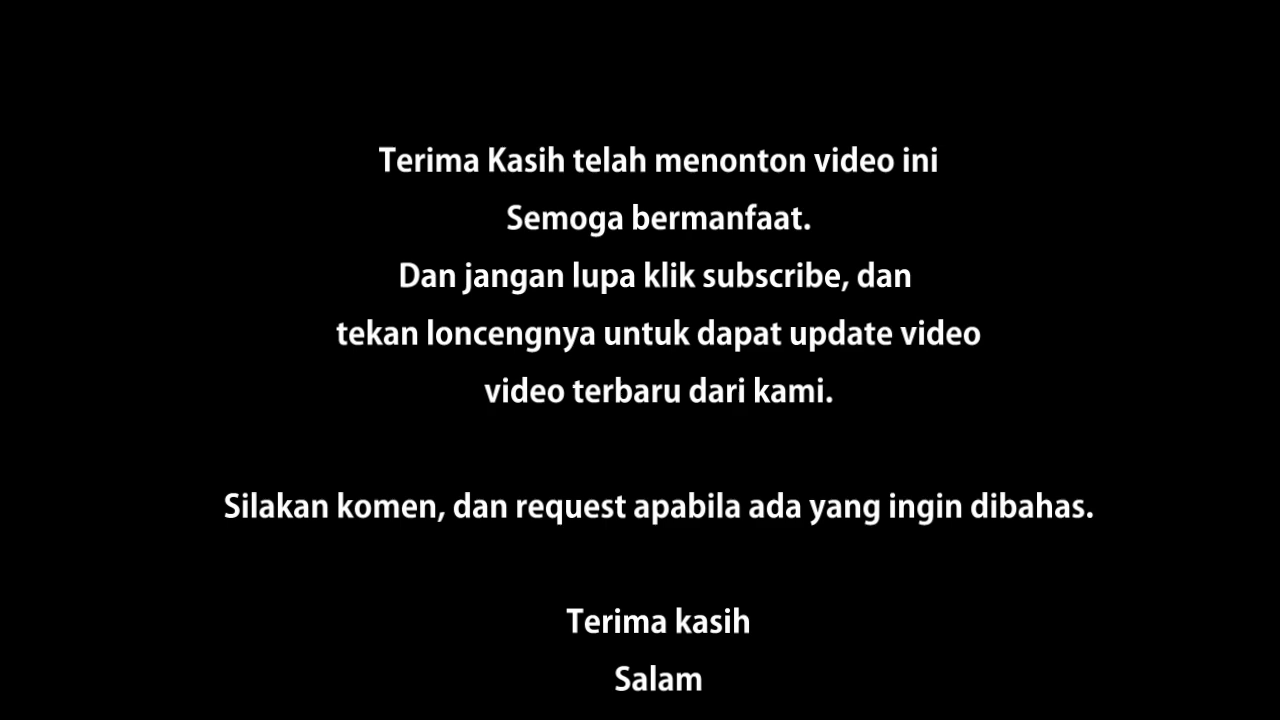 Terima Kasih telah menonton video ini
Semoga bermanfaat.
Dan jangan lupa klik subscribe, dan
tekan loncengnya untuk dapat update video
video terbaru dari kami.
Silakan komen, dan request apabila ada yang ingin dibahas.
Terima kasih
Salam